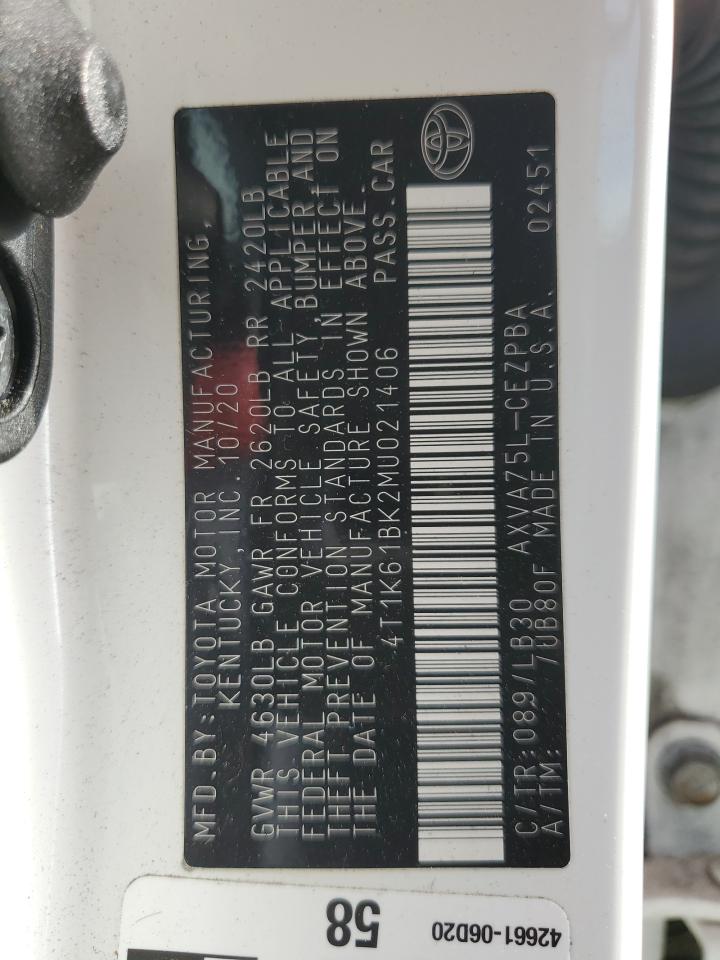 MFD.BY:TOYOTA MOTOR MANUFACTURING,
KENTUCKY,INC. 10/20
GVWR 4630LB GAWR FR 2620LB RR 2420LB
THIS VEHICLE CONFORMS TO ALL APPLICABLE
FEDERAL MOTOR VEHICLE SAFETY, BUMPER AND
THEFT PREVENTION STANDARDS IN EFFECT ON
THE DATE OF MANUFACTURE SHOWN ABOVE.
4T1K61BK2MU021406 PASS.CAR
C/TR:089/LB30 AXVA75L-CEZPBA 02451
A/TM: /UB80F MADE IN U.S.A.
58
42661-06D20